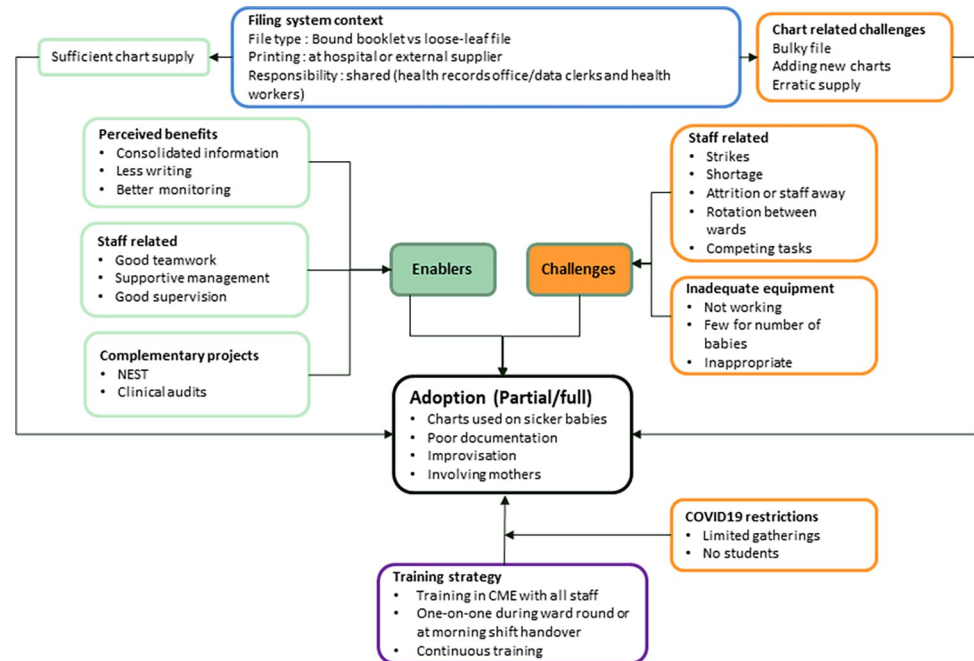 Filing system context
File type : Bound booklet vs loose-leaf file
Printing : at hospital or external supplier
Responsibility : shared (health records office/data clerks and health
workers)
Sufficient chart supply
Chart related challenges
Bulky file
Adding new charts
Erratic supply
Perceived benefits
• Consolidated information
• Less writing
• Better monitoring
Staff related
• Good teamwork
• Supportive management
• Good supervision
Complementary projects
• NEST
• Clinical audits
Enablers
Challenges
Staff related
• Strikes
• Shortage
• Attrition or staff away
• Rotation between
wards
• Competing tasks
Inadequate equipment
• Not working
• Few for number of
babies
• Inappropriate
Adoption (Partial/full)
• Charts used on sicker babies
• Poor documentation
• Improvisation
• Involving mothers
COVID19 restrictions
• Limited gatherings
• No students
Training strategy
• Training in CME with all staff
• One-on-one during ward round or
at morning shift handover
• Continuous training